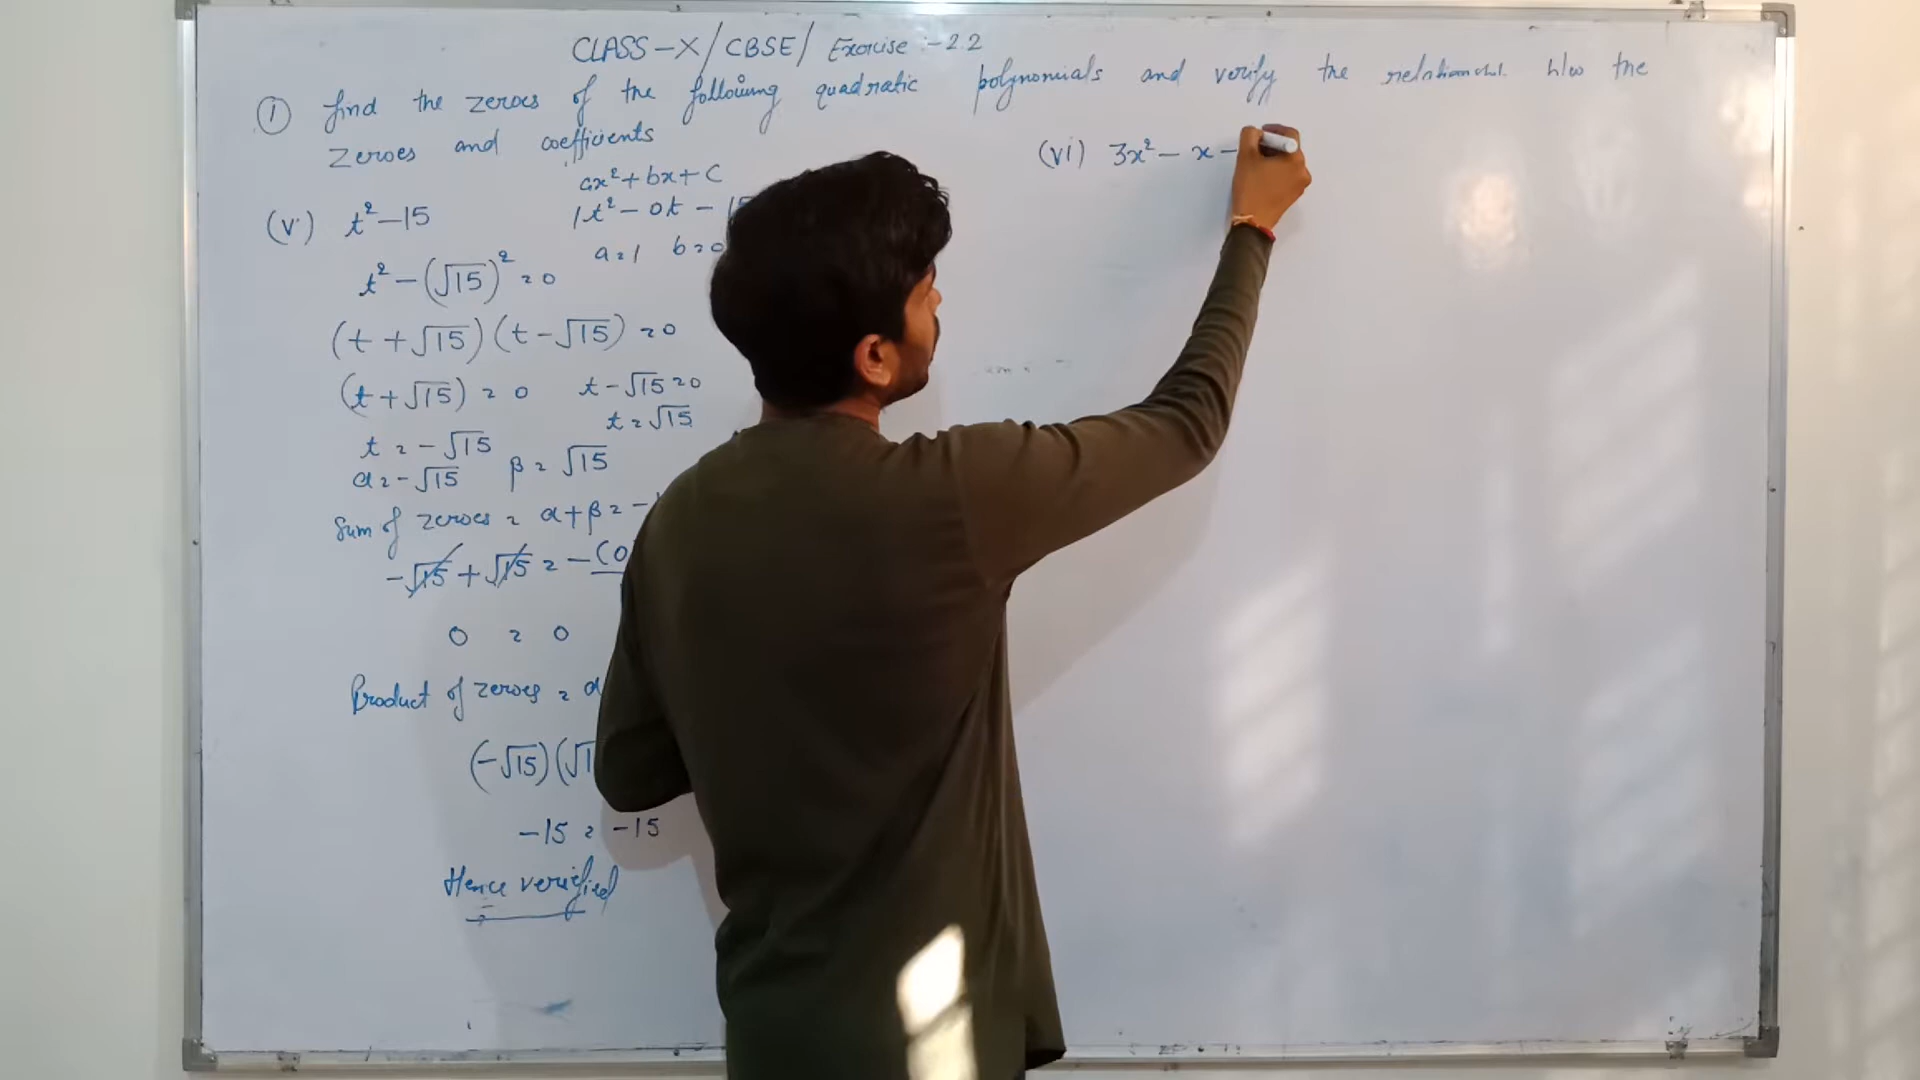 CLASS-X/CBSE/ Exercise :- 2.2
① find the zeroes of the following quadratic polynomials and verify the b/w the
zeroes and coefficients
ax² + bx + c
(v) t² - 15
1t² - 0t -
a = 1 b = 0
t² - (√15)² = 0
(t + √15) (t - √15) = 0
(t + √15) = 0 t - √15 = 0
t = √15
t = - √15
α = - √15 β = √15
Sum of zeroes = α + β = -
- √15 + √15 = - (0
0 = 0
Product of zeroes = α
(-√15) (√1
-15 = -15
Hence verified
(vi) 3x² - x -